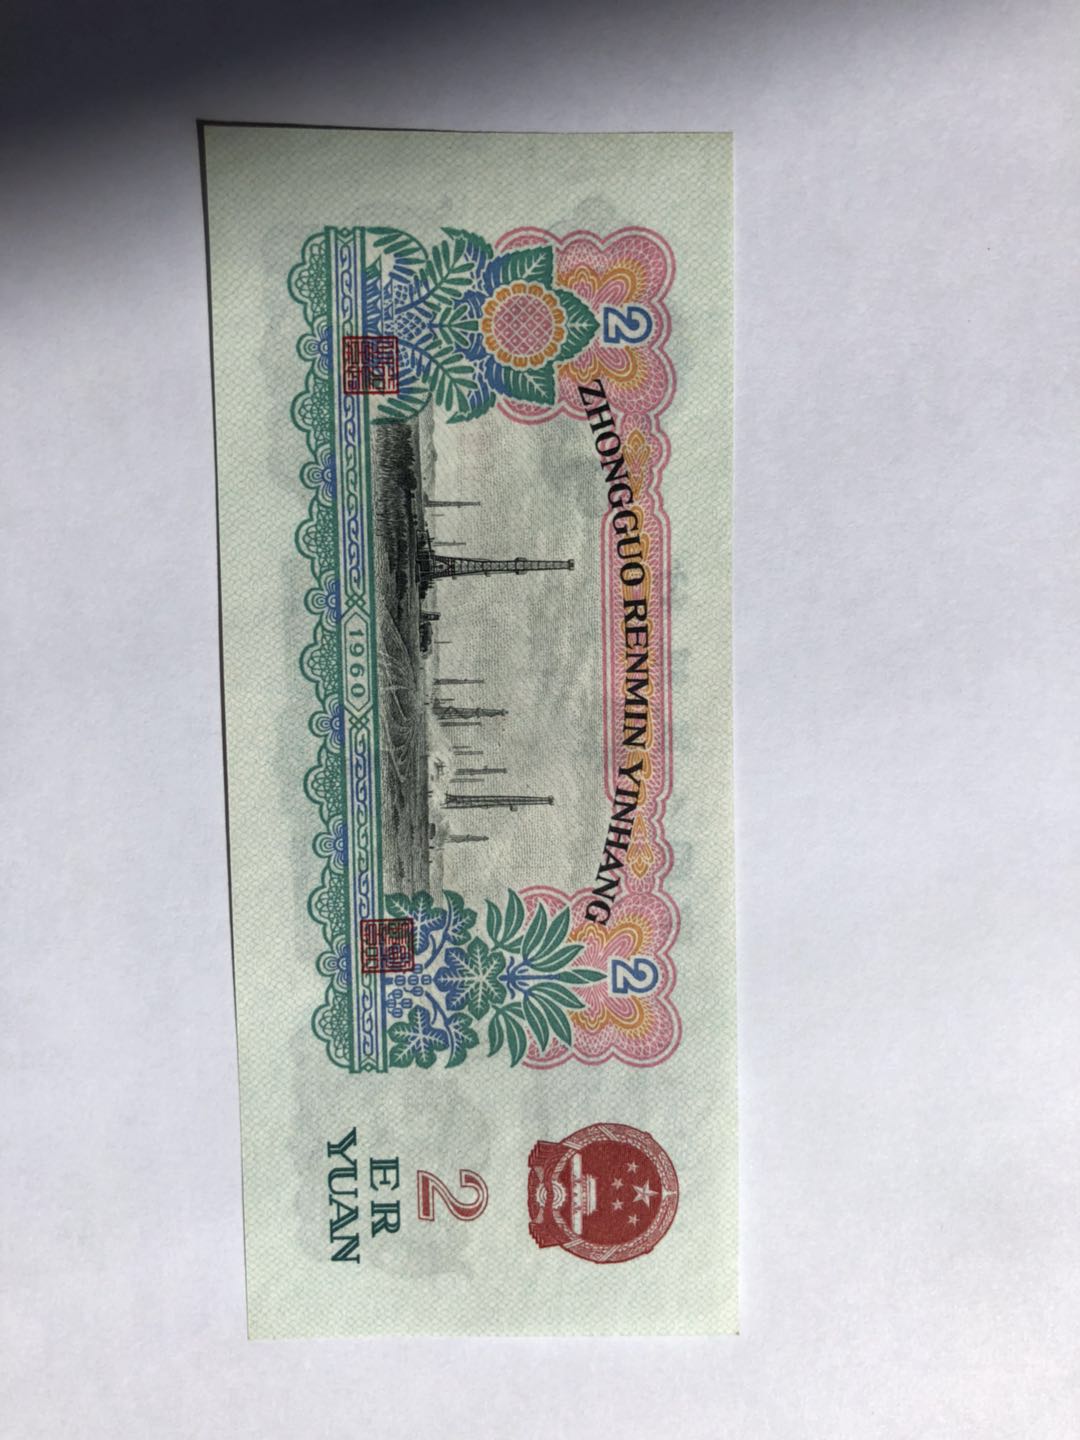 ZHONGGUO RENMIN YINHANG
2
2
2
ER
YUAN
1960